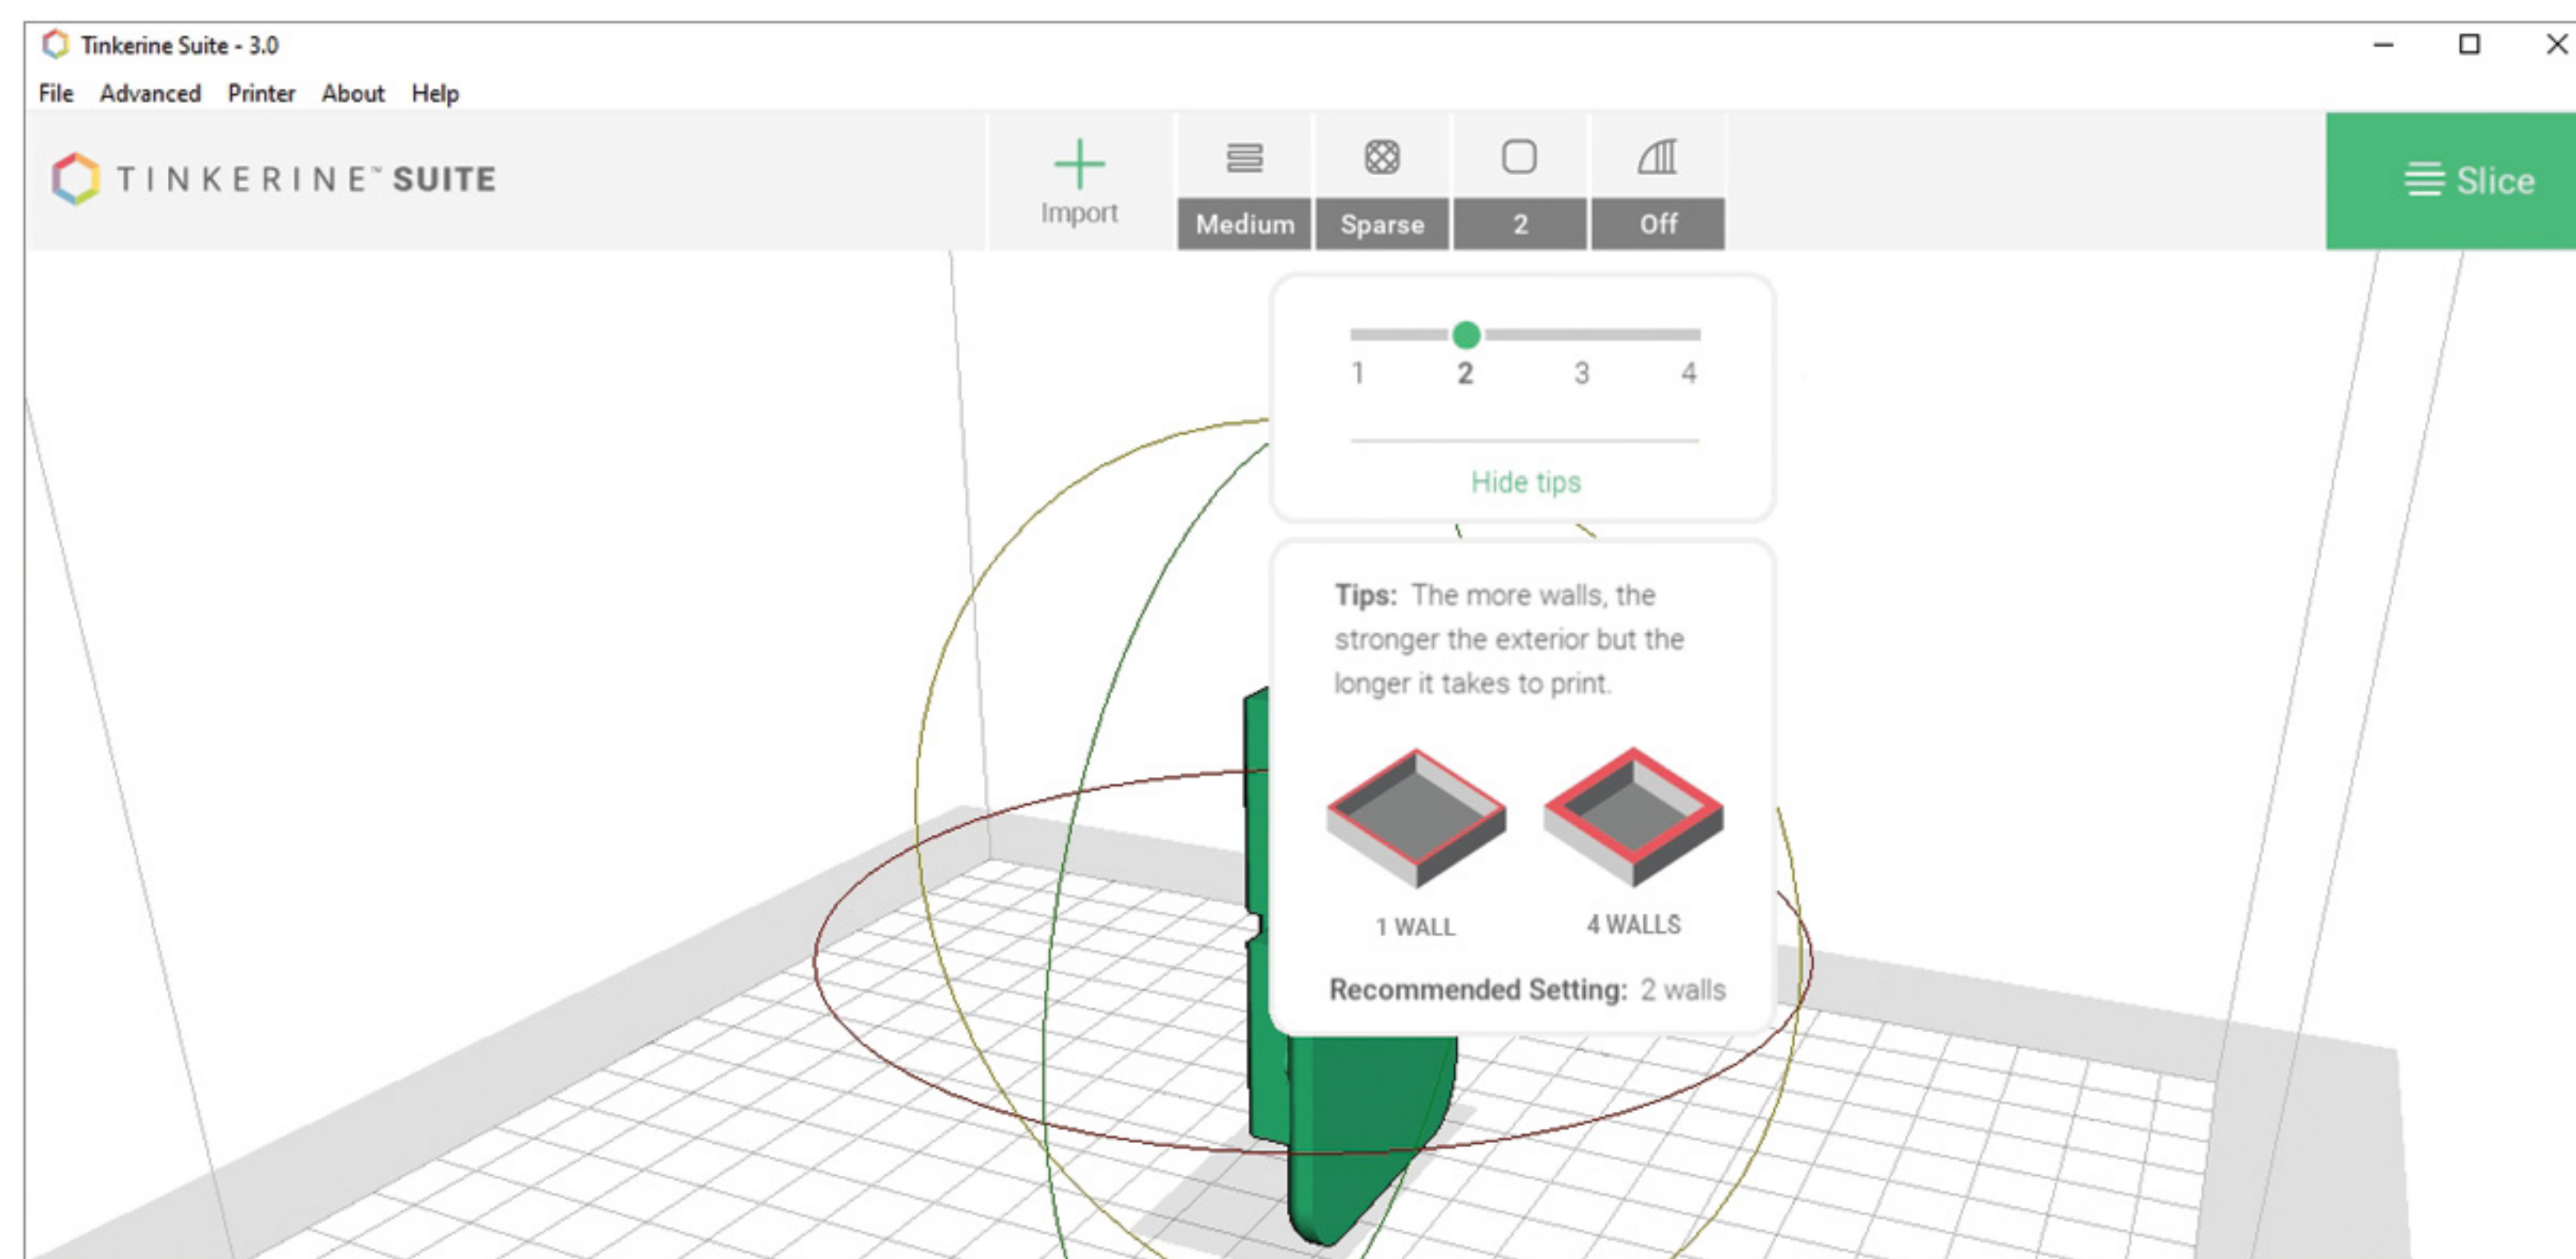 Tinkerine Suite - 3.0
File Advanced Printer About Help
TINKERINE™ SUITE
Import
Medium
Sparse
2
Off
Slice
1 2 3 4
Hide tips
Tips: The more walls, the
stronger the exterior but the
longer it takes to print.
1 WALL
4 WALLS
Recommended Setting: 2 walls